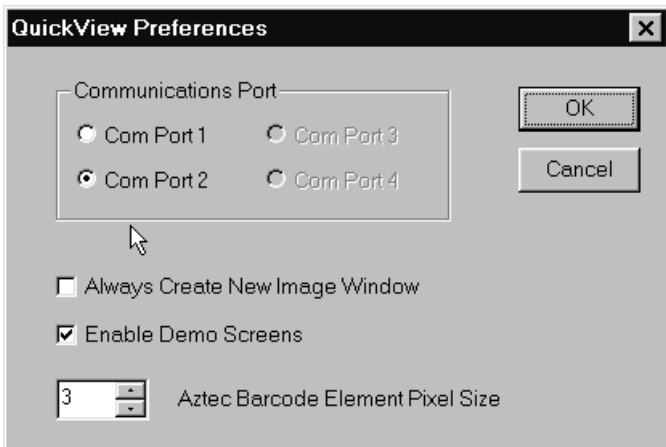 QuickView Preferences
Communications Port
Com Port 1
Com Port 3
Com Port 2
Com Port 4
OK
Cancel
Always Create New Image Window
Enable Demo Screens
3 Aztec Barcode Element Pixel Size